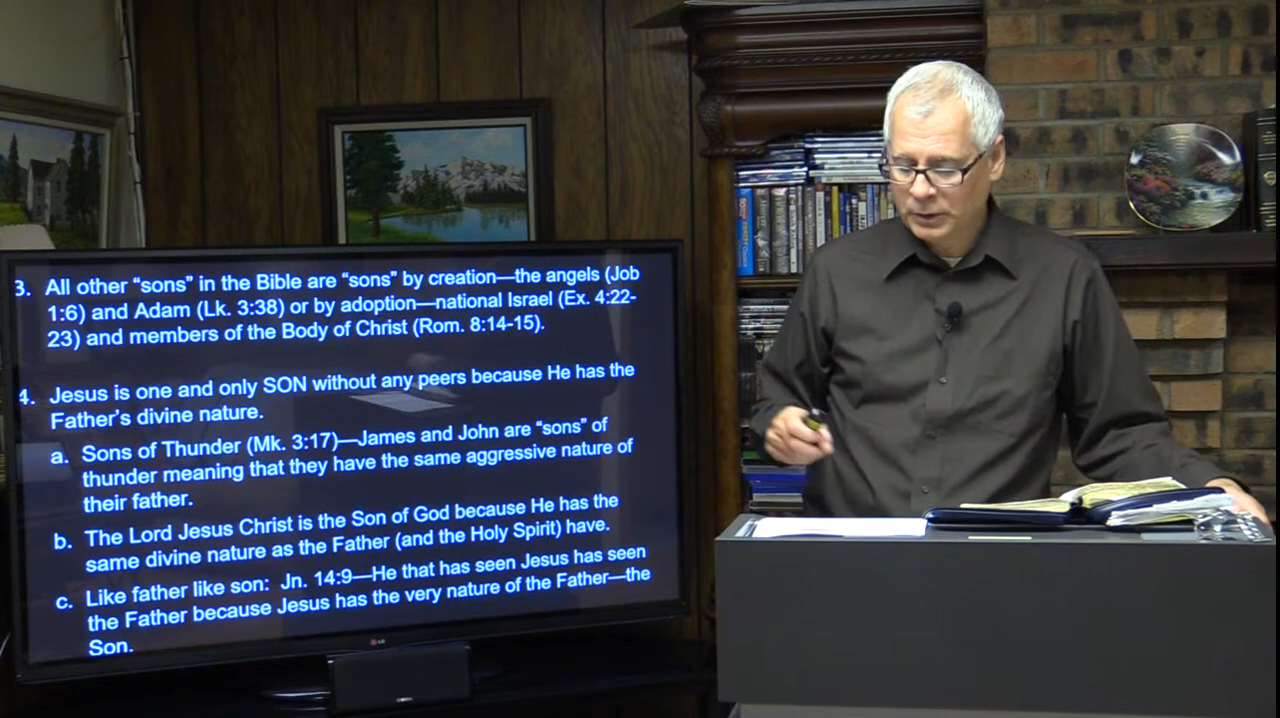 3. All other “sons” in the Bible are “sons” by creation—the angels (Job
1:6) and Adam (Lk. 3:38) or by adoption—national Israel (Ex. 4:22-
23) and members of the Body of Christ (Rom. 8:14-15).
4. Jesus is one and only SON without any peers because He has the
Father’s divine nature.
a. Sons of Thunder (Mk. 3:17)—James and John are “sons” of
thunder meaning that they have the same aggressive nature of
their father.
b. The Lord Jesus Christ is the Son of God because He has the
same divine nature as the Father (and the Holy Spirit) have.
c. Like father like son: Jn. 14:9—He that has seen Jesus has seen
the Father because Jesus has the very nature of the Father—the
Son.
LG